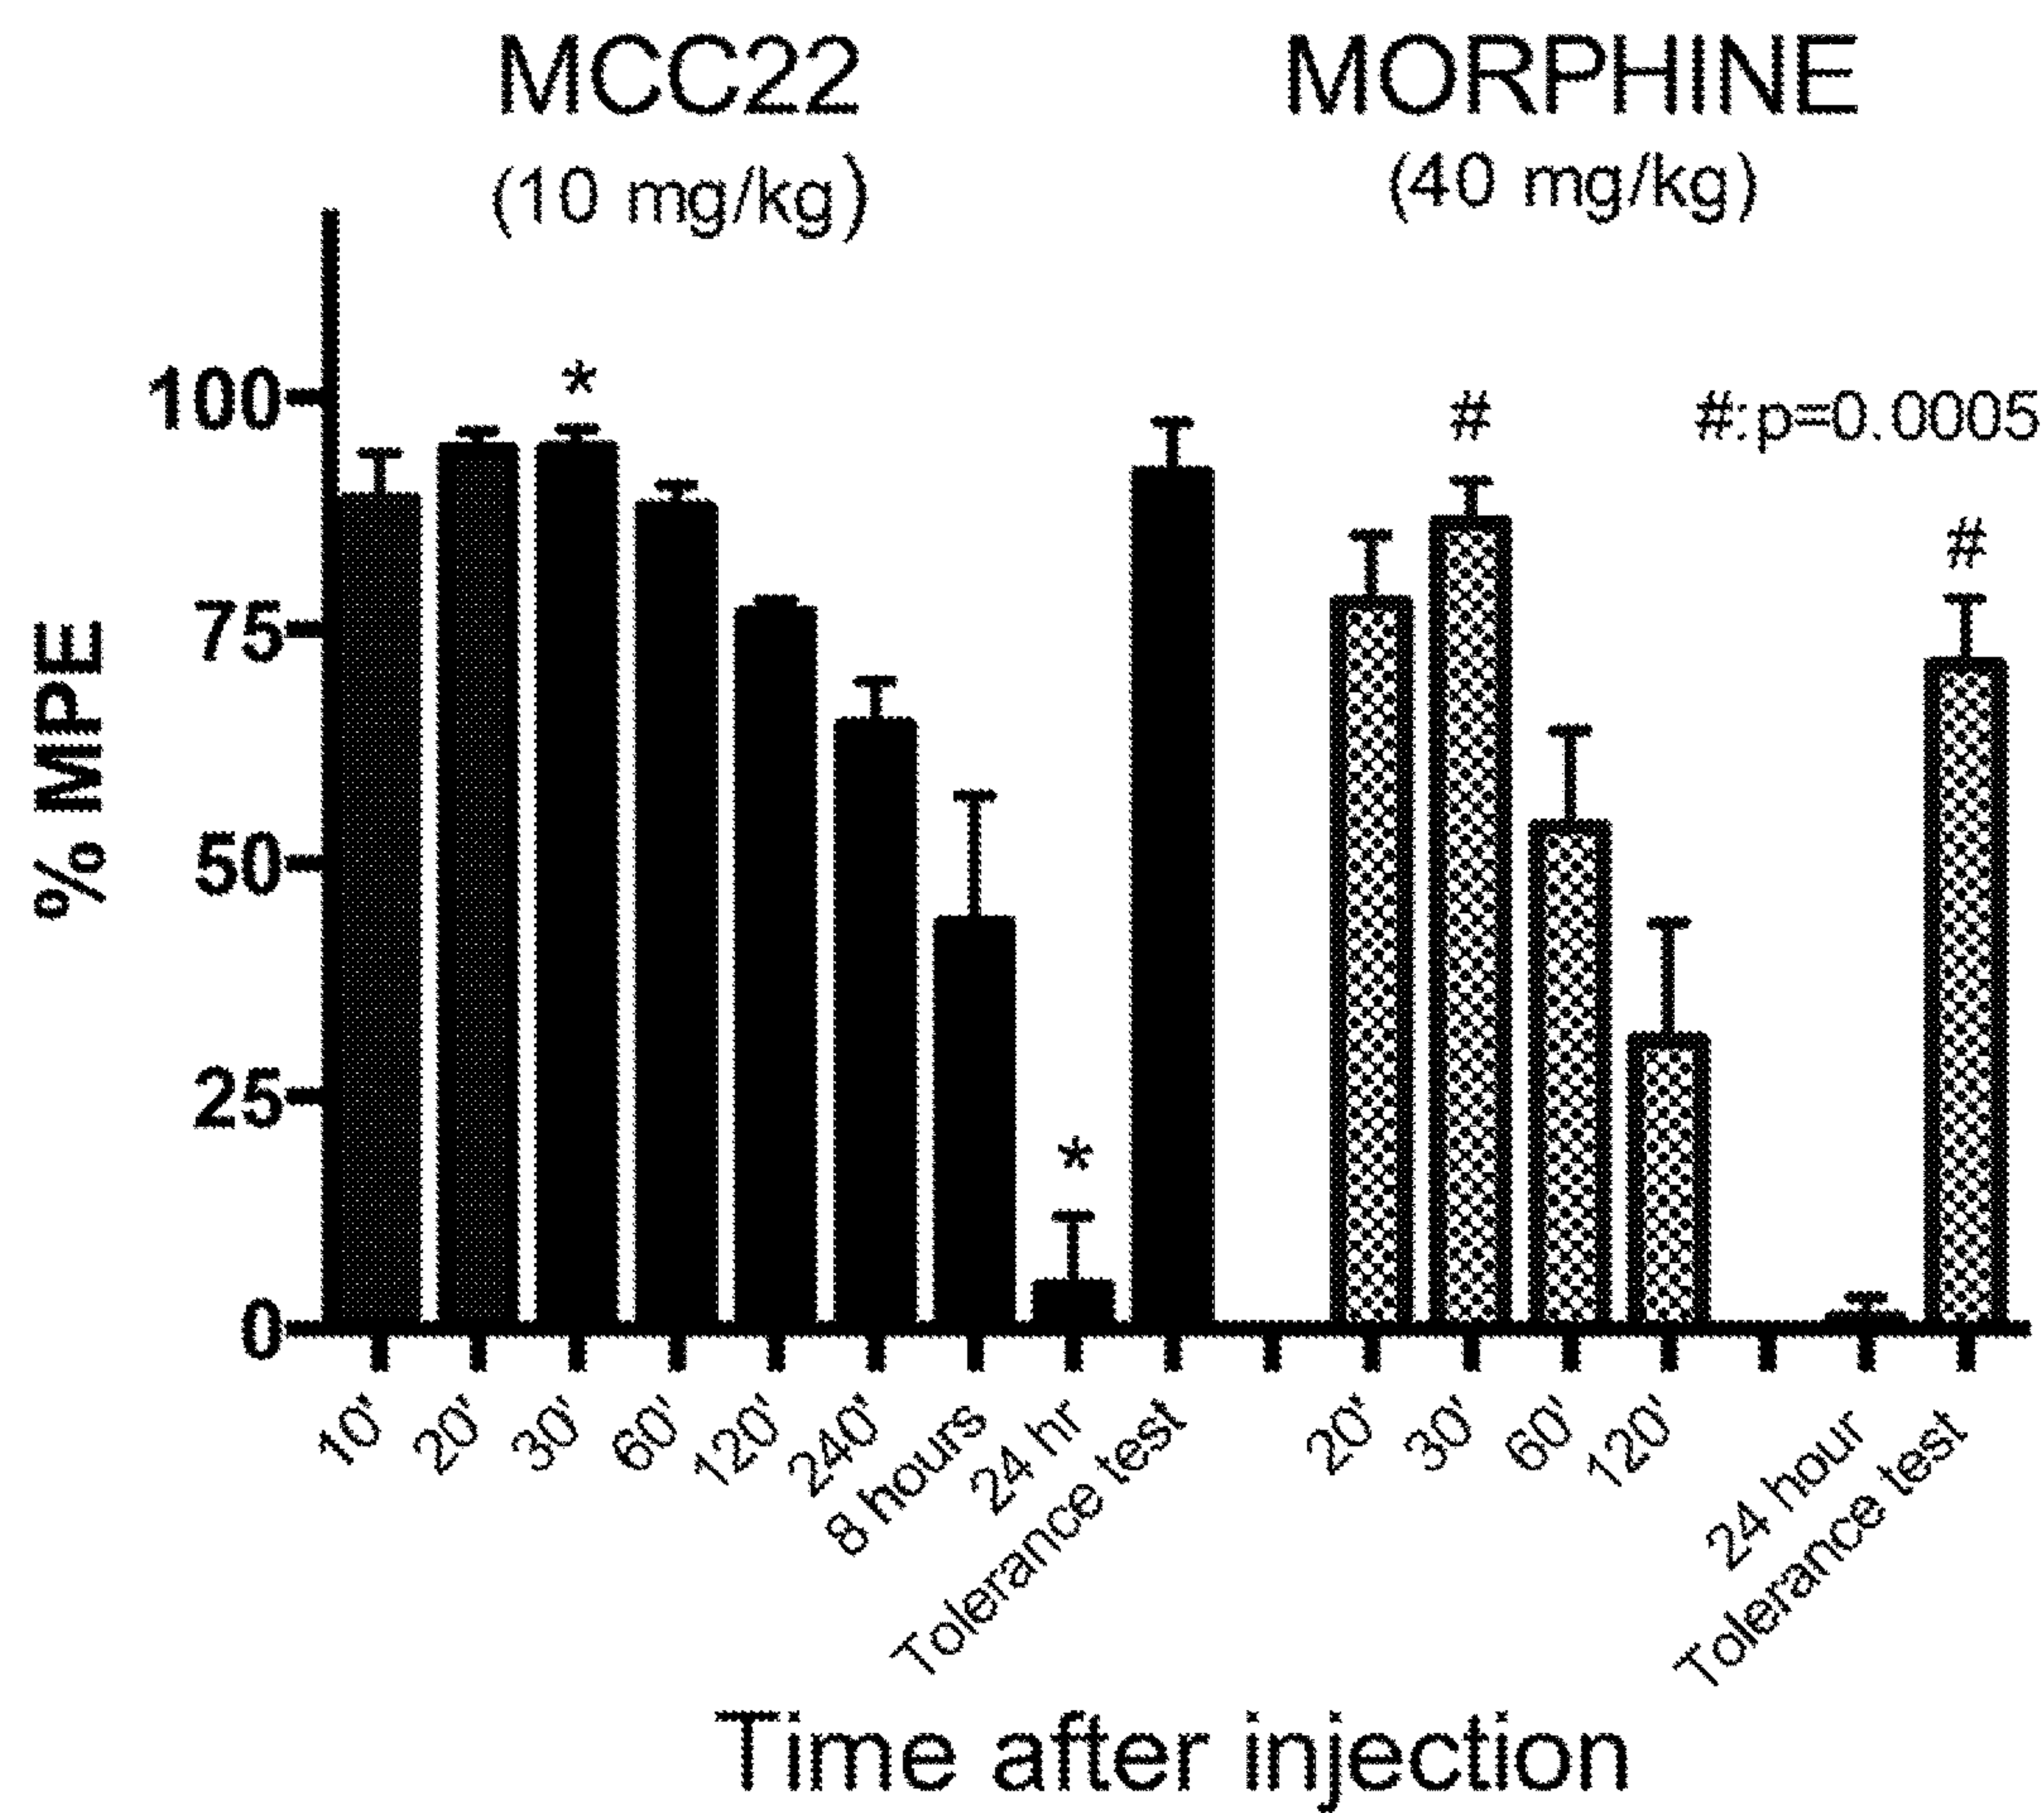 MCC22
(10 mg/kg)
MORPHINE
(40 mg/kg)
#:p=0.0005
% MPE
100
75
50
25
0
*
*
#
#
10'
20'
30'
60'
120'
240'
8 hours
24 hr
Tolerance test
20'
30'
60'
120'
24 hour
Tolerance test
Time after injection